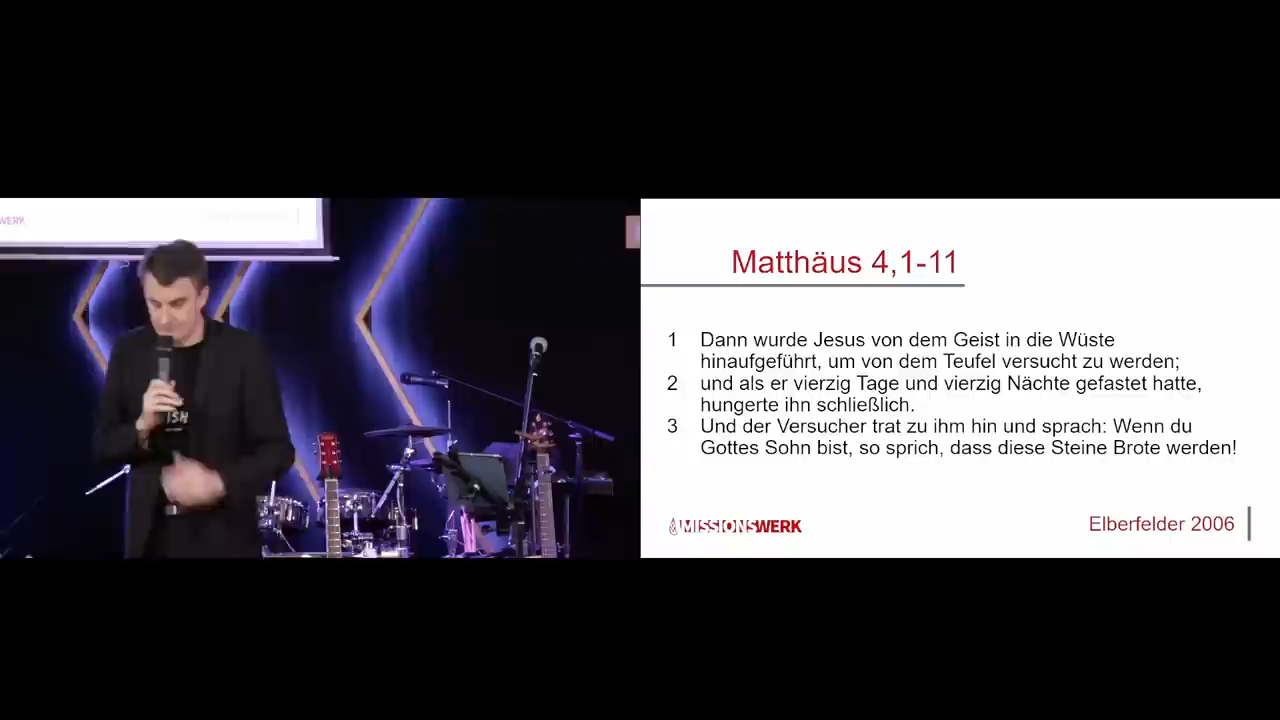 WERK
ISH
Matthäus 4,1-11
1 Dann wurde Jesus von dem Geist in die Wüste
hinaufgeführt, um von dem Teufel versucht zu werden;
2 und als er vierzig Tage und vierzig Nächte gefastet hatte,
hungerte ihn schließlich.
3 Und der Versucher trat zu ihm hin und sprach: Wenn du
Gottes Sohn bist, so sprich, dass diese Steine Brote werden!
MISSIONSWERK
Elberfelder 2006